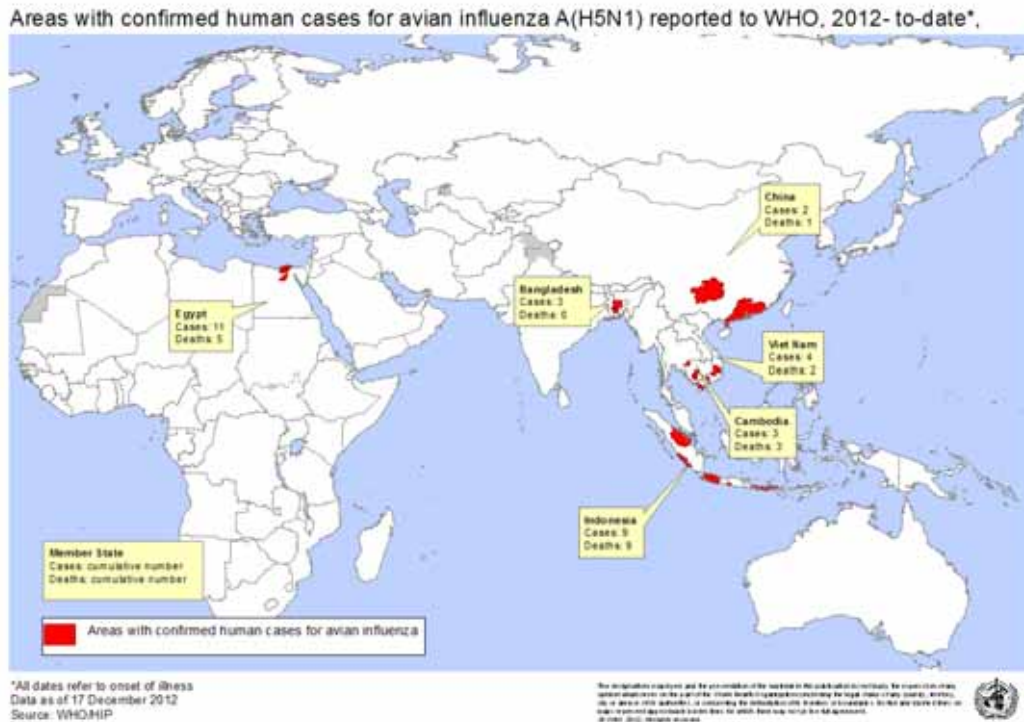 Areas with confirmed human cases for avian influenza A(H5N1) reported to WHO, 2012- to-date*.
China
Cases: 2
Deaths: 1
Bangladesh
Cases: 3
Deaths: 0
Egypt
Cases: 11
Deaths: 5
Viet Nam
Cases: 4
Deaths: 2
Cambodia
Cases: 3
Deaths: 3
Indonesia
Cases: 9
Deaths: 9
Member State
Cases: cumulative number
Deaths: cumulative number
Areas with confirmed human cases for avian influenza
*All dates refer to onset of illness
Data as of 17 December 2012
Source: WHO/HIP